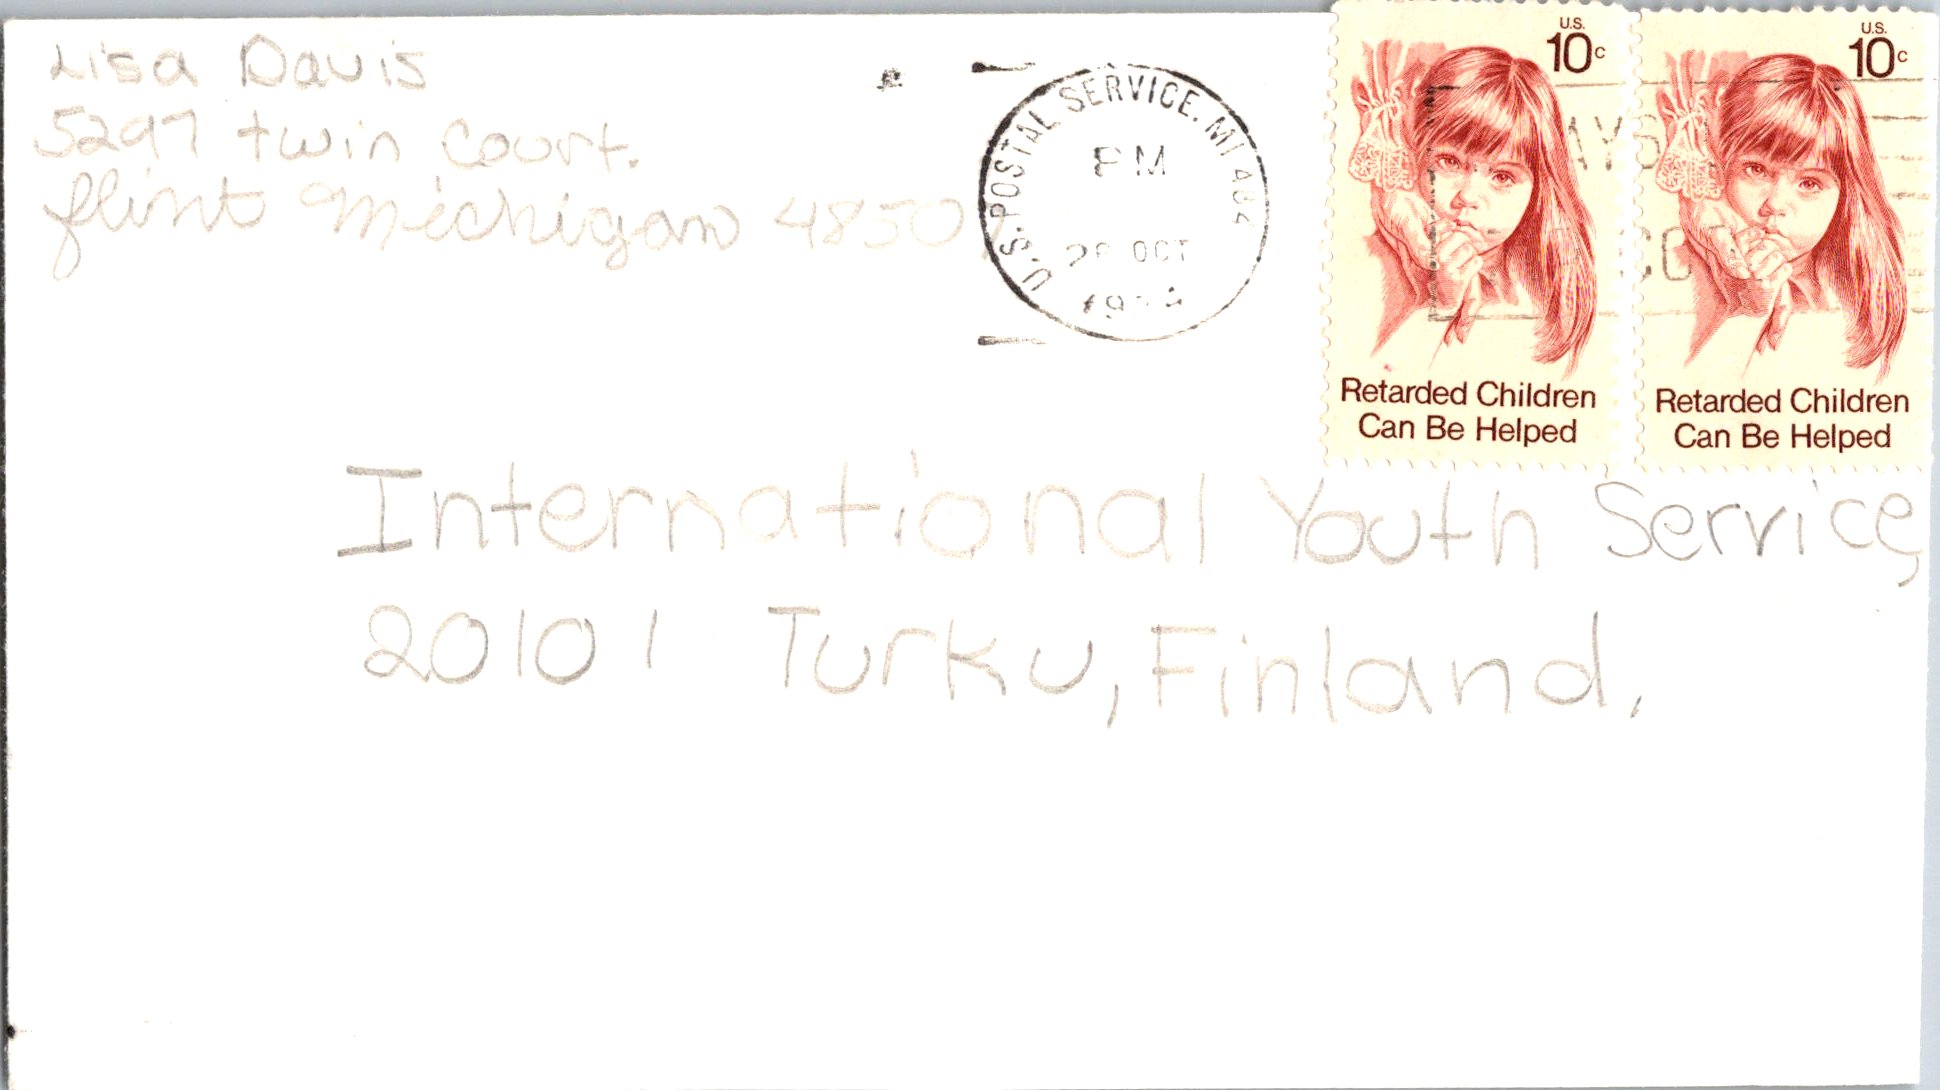 Lisa Davis
5297 twin court.
flint Michigan 4850
U.S. POSTAL SERVICE. MI 484
PM
OCT
U.S.
10c
Retarded Children
Can Be Helped
U.S.
10c
Retarded Children
Can Be Helped
International Youth Service,
20101 Turku, Finland,